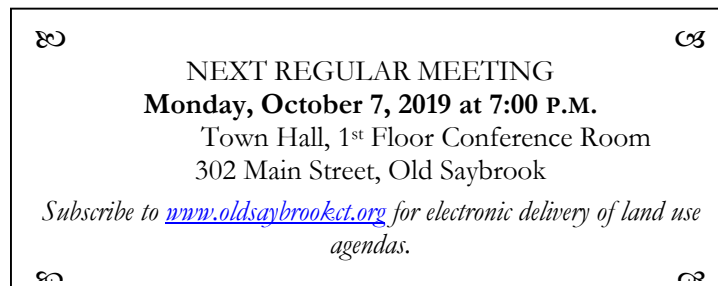 NEXT REGULAR MEETING
Monday, October 7, 2019 at 7:00 P.M.
Town Hall, 1st Floor Conference Room
302 Main Street, Old Saybrook
Subscribe to www.oldsaybrookct.org for electronic delivery of land use
agendas.